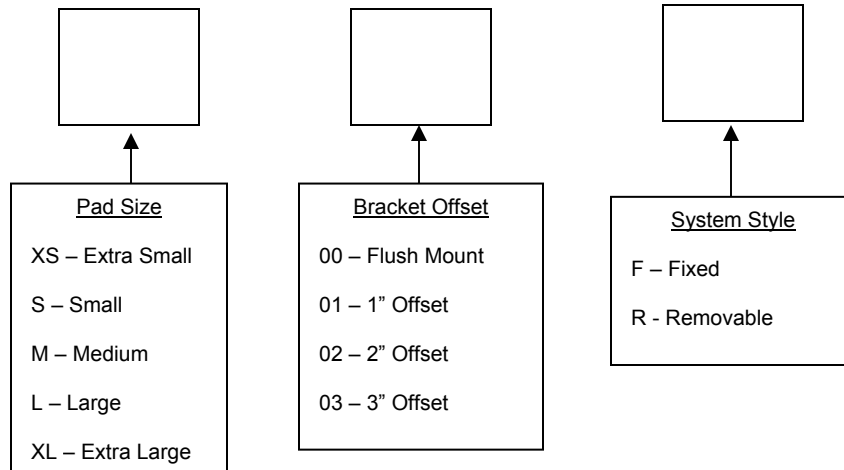 Pad Size
XS – Extra Small
S – Small
M – Medium
L – Large
XL – Extra Large
Bracket Offset
00 – Flush Mount
01 – 1” Offset
02 – 2” Offset
03 – 3” Offset
System Style
F – Fixed
R - Removable